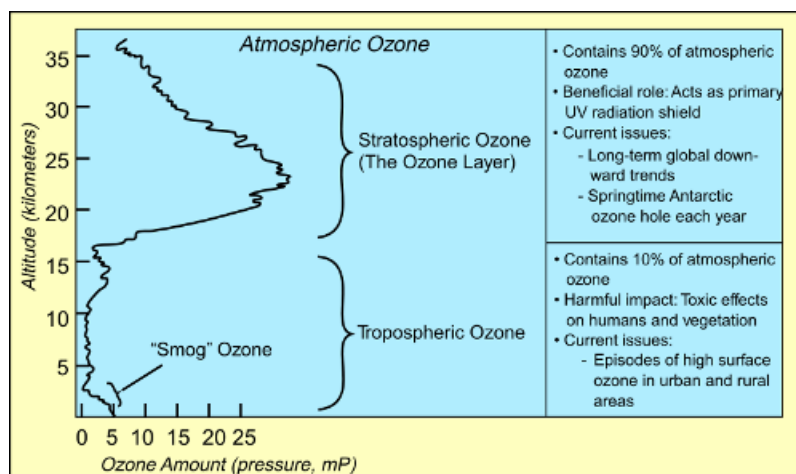 Atmospheric Ozone
35
30
25
20
15
10
5
Altitude (kilometers)
0 5 10 15 20 25
Ozone Amount (pressure, mP)
Stratospheric Ozone
(The Ozone Layer)
Tropospheric Ozone
"Smog" Ozone
• Contains 90% of atmospheric
ozone
• Beneficial role: Acts as primary
UV radiation shield
• Current issues:
- Long-term global down-
ward trends
- Springtime Antarctic
ozone hole each year
• Contains 10% of atmospheric
ozone
• Harmful impact: Toxic effects
on humans and vegetation
• Current issues:
- Episodes of high surface
ozone in urban and rural
areas